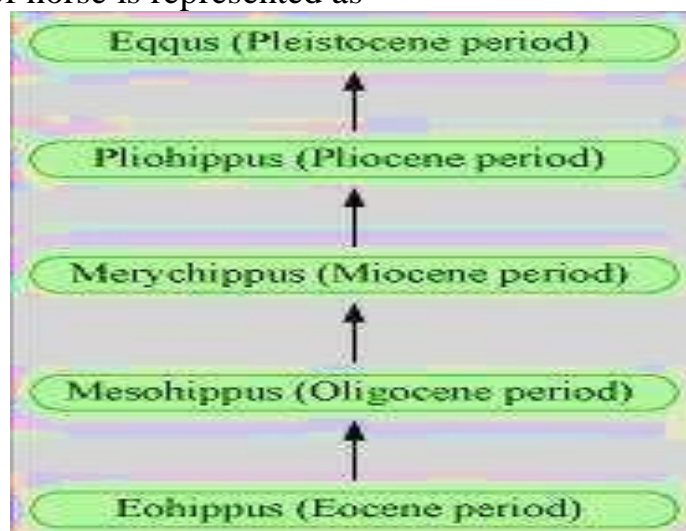 horse is represented as
Eqqus (Pleistocene period)
Pliohippus (Pliocene period)
Merychippus (Miocene period)
Mesohippus (Oligocene period)
Eohippus (Eocene period)